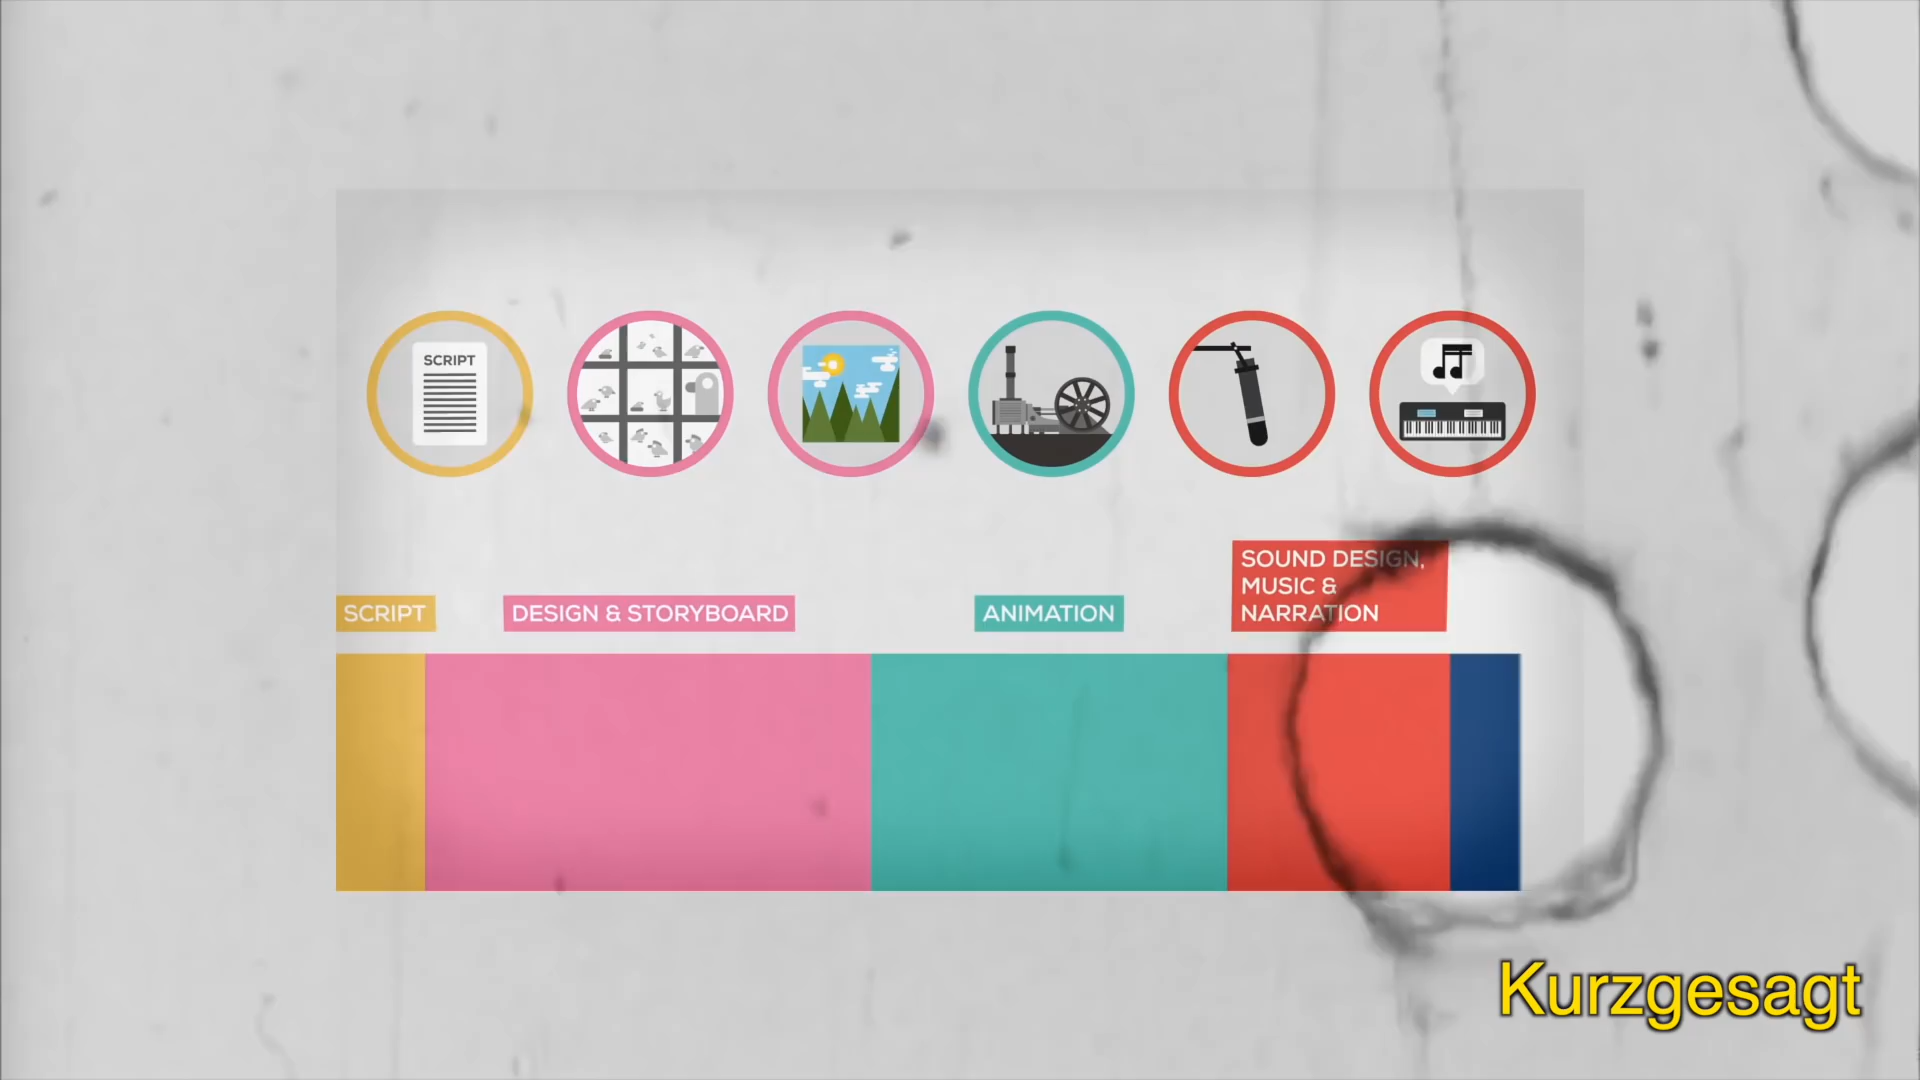 SCRIPT
SCRIPT
DESIGN & STORYBOARD
ANIMATION
SOUND DESIGN,
MUSIC &
NARRATION
Kurzgesagt